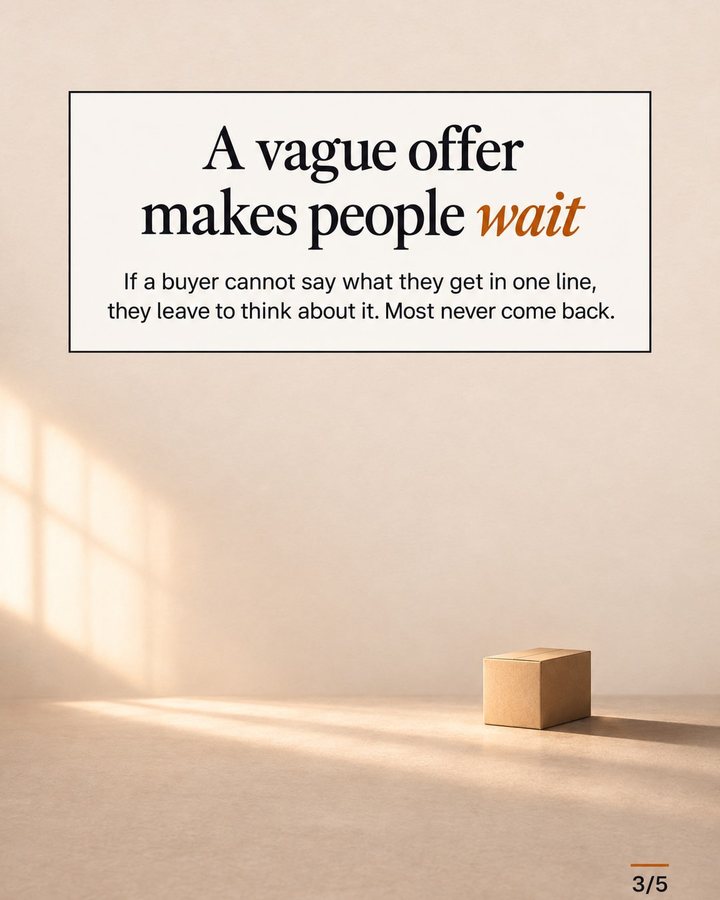 A vague offer
makes people wait
If a buyer cannot say what they get in one line,
they leave to think about it. Most never come back.
3/5